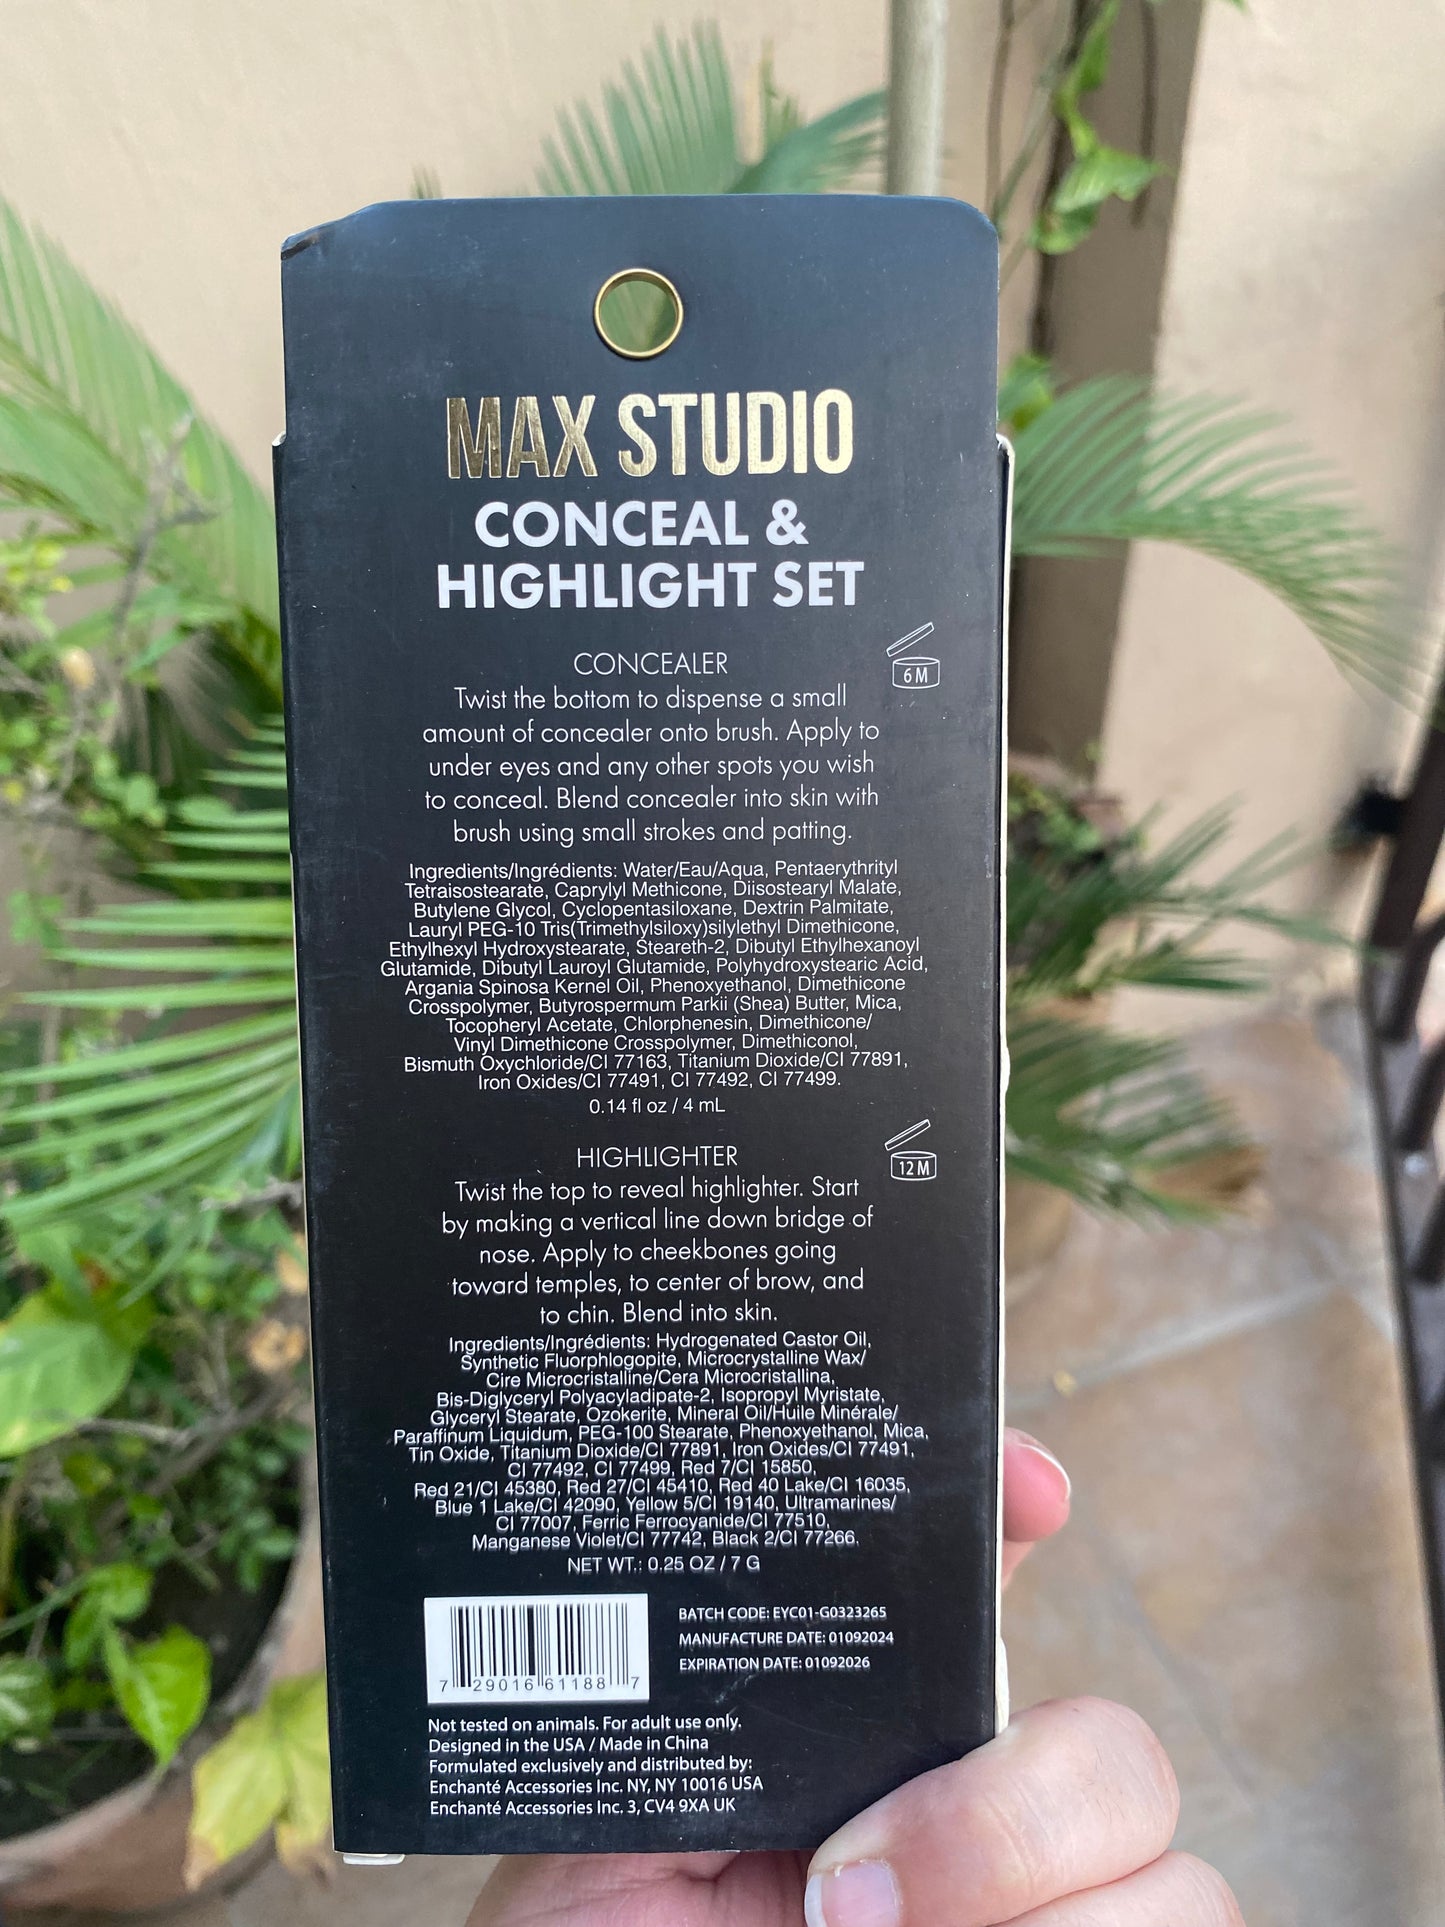 MAX STUDIO
CONCEAL &
HIGHLIGHT SET
CONCEALER
6 M
Twist the bottom to dispense a small
amount of concealer onto brush. Apply to
under eyes and any other spots you wish
to conceal. Blend concealer into skin with
brush using small strokes and patting.
Ingredients/Ingrédients: Water/Eau/Aqua, Pentaerythrityl
Tetraisostearate, Caprylyl Methicone, Diisostearyl Malate,
Butylene Glycol, Cyclopentasiloxane, Dextrin Palmitate,
Lauryl PEG-10 Tris(Trimethylsiloxy)silylethyl Dimethicone,
Ethylhexyl Hydroxystearate, Steareth-2, Dibutyl Ethylhexanoyl
Glutamide, Dibutyl Lauroyl Glutamide, Polyhydroxystearic Acid,
Argania Spinosa Kernel Oil, Phenoxyethanol, Dimethicone
Crosspolymer, Butyrospermum Parkii (Shea) Butter, Mica,
Tocopheryl Acetate, Chlorphenesin, Dimethicone/
Vinyl Dimethicone Crosspolymer, Dimethiconol,
Bismuth Oxychloride/CI 77163, Titanium Dioxide/CI 77891,
Iron Oxides/CI 77491, CI 77492, CI 77499.
0.14 fl oz / 4 mL
HIGHLIGHTER
12 M
Twist the top to reveal highlighter. Start
by making a vertical line down bridge of
nose. Apply to cheekbones going
toward temples, to center of brow, and
to chin. Blend into skin.
Ingredients/Ingrédients: Hydrogenated Castor Oil,
Synthetic Fluorphlogopite, Microcrystalline Wax/
Cire Microcristalline/Cera Microcristallina,
Bis-Diglyceryl Polyacyladipate-2, Isopropyl Myristate,
Glyceryl Stearate, Ozokerite, Mineral Oil/Huile Minérale/
Paraffinum Liquidum, PEG-100 Stearate, Phenoxyethanol, Mica,
Tin Oxide, Titanium Dioxide/CI 77891, Iron Oxides/CI 77491,
CI 77492, CI 77499, Red 7/CI 15850,
Red 21/CI 45380, Red 27/CI 45410, Red 40 Lake/CI 16035,
Blue 1 Lake/CI 42090, Yellow 5/CI 19140, Ultramarines/
CI 77007, Ferric Ferrocyanide/CI 77510,
Manganese Violet/CI 77742, Black 2/CI 77266.
NET WT.: 0.25 OZ / 7 G
7 29016 61188 7
BATCH CODE: EYC01-G0323265
MANUFACTURE DATE: 01092024
EXPIRATION DATE: 01092026
Not tested on animals. For adult use only.
Designed in the USA / Made in China
Formulated exclusively and distributed by:
Enchanté Accessories Inc. NY, NY 10016 USA
Enchanté Accessories Inc. 3, CV4 9XA UK